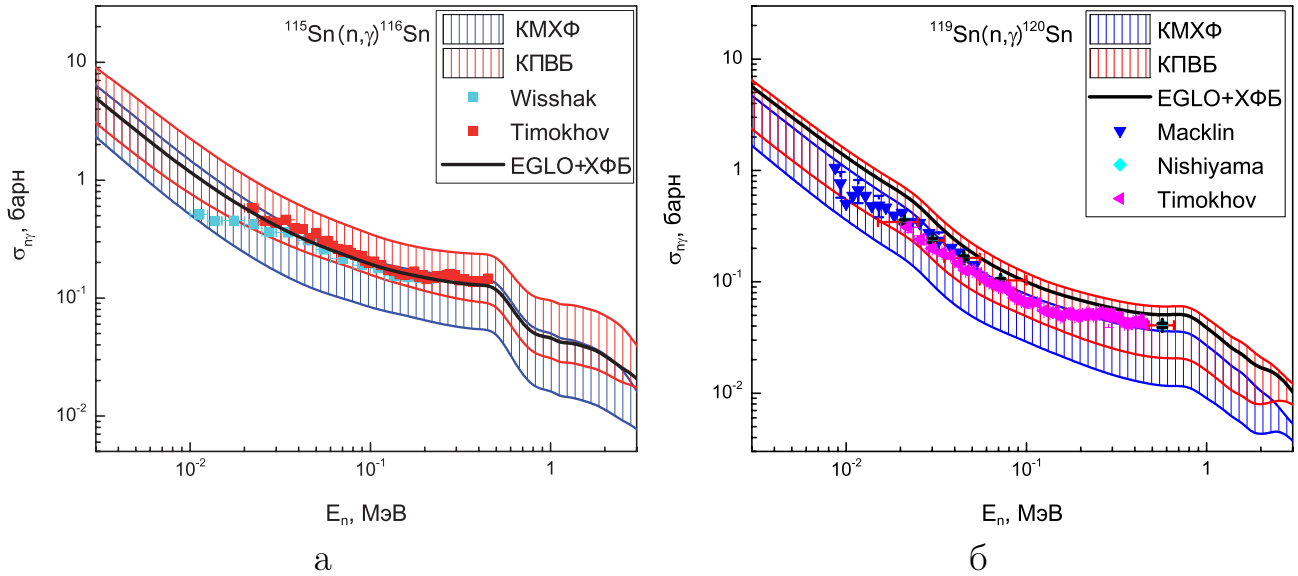 ¹¹⁵Sn(n,γ)¹¹⁶Sn
КМХФ
КПВБ
Wisshak
Timokhov
EGLO+ХФБ
10
1
10⁻¹
10⁻²
σₙᵧ, барн
10⁻² 10⁻¹ 1
Eₙ, МэВ
а
¹¹⁹Sn(n,γ)¹²⁰Sn
КМХФ
КПВБ
EGLO+ХФБ
Macklin
Nishiyama
Timokhov
10
1
10⁻¹
10⁻²
σₙᵧ, барн
10⁻² 10⁻¹ 1
Eₙ, МэВ
б